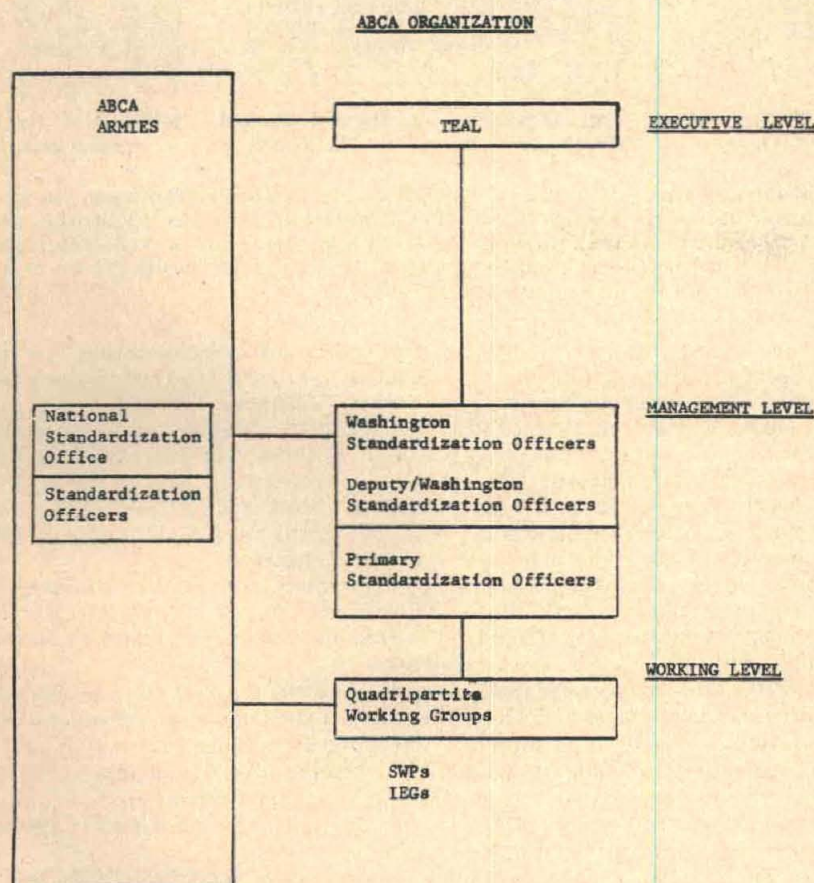 ABCA ORGANIZATION
ABCA
ARMIES
TEAL
EXECUTIVE LEVEL
National
Standardization
Office
Standardization
Officers
Washington
Standardization Officers
Deputy/Washington
Standardization Officers
Primary
Standardization Officers
MANAGEMENT LEVEL
Quadripartite
Working Groups
WORKING LEVEL
SWPs
IEGs